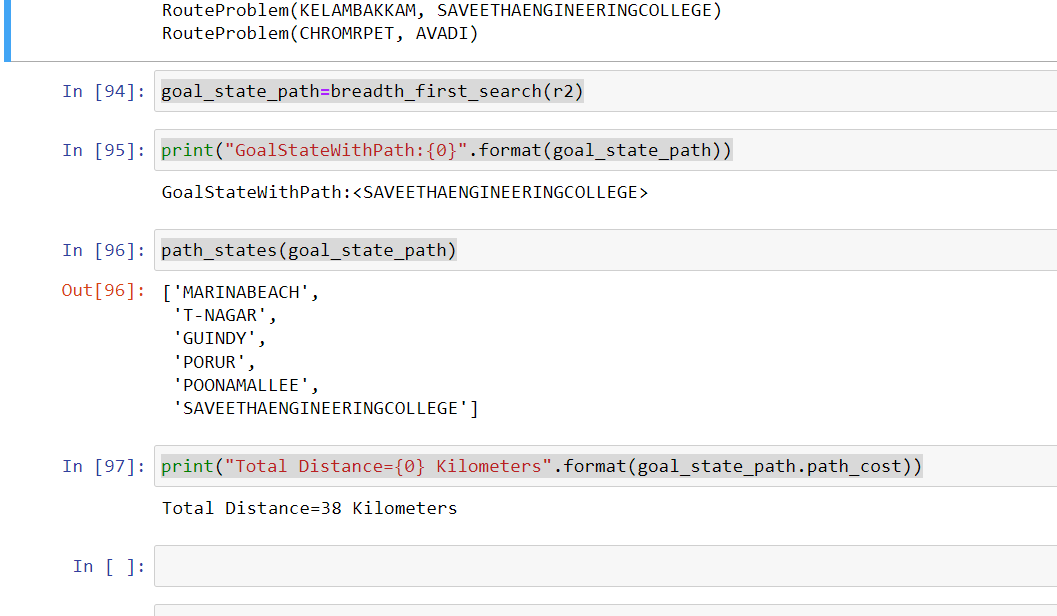 RouteProblem(KELAMBAKKAM, SAVEETHAENGINEERINGCOLLEGE)
RouteProblem(CHROMRPET, AVADI)
In [94]: goal_state_path=breadth_first_search(r2)
In [95]: print("GoalStateWithPath:{0}".format(goal_state_path))
GoalStateWithPath:<SAVEETHAENGINEERINGCOLLEGE>
In [96]: path_states(goal_state_path)
Out[96]: ['MARINABEACH',
'T-NAGAR',
'GUINDY',
'PORUR',
'POONAMALLEE',
'SAVEETHAENGINEERINGCOLLEGE']
In [97]: print("Total Distance={0} Kilometers".format(goal_state_path.path_cost))
Total Distance=38 Kilometers
In [ ]: